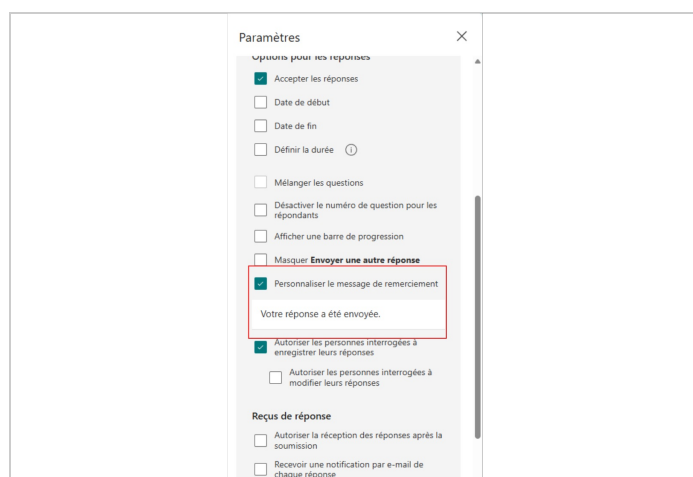 Paramètres
Options pour les réponses
Accepter les réponses
Date de début
Date de fin
Définir la durée
Mélanger les questions
Désactiver le numéro de question pour les
répondants
Afficher une barre de progression
Masquer Envoyer une autre réponse
Personnaliser le message de remerciement
Votre réponse a été envoyée.
Autoriser les personnes interrogées à
enregistrer leurs réponses
Autoriser les personnes interrogées à
modifier leurs réponses
Reçus de réponse
Autoriser la réception des réponses après la
soumission
Recevoir une notification par e-mail de
chaque réponse